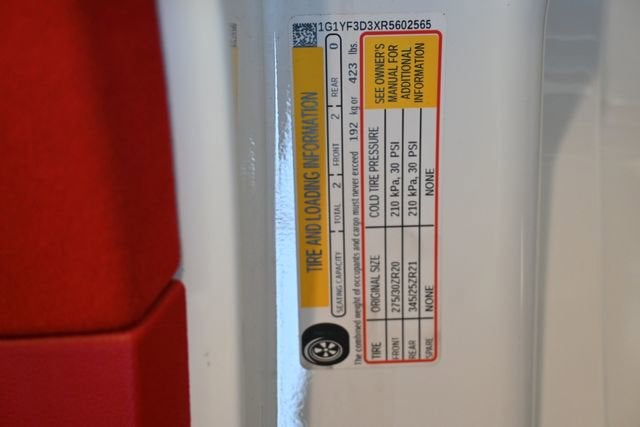 1G1YF3D3XR5602565
TIRE AND LOADING INFORMATION
SEATING CAPACITY TOTAL 2 FRONT 2 REAR 0
The combined weight of occupants and cargo must never exceed 192 kg or 423 lbs.
TIRE ORIGINAL SIZE COLD TIRE PRESSURE
FRONT 275/30ZR20 210 kPa, 30 PSI
REAR 345/25ZR21 210 kPa, 30 PSI
SPARE NONE NONE
SEE OWNER'S
MANUAL FOR
ADDITIONAL
INFORMATION